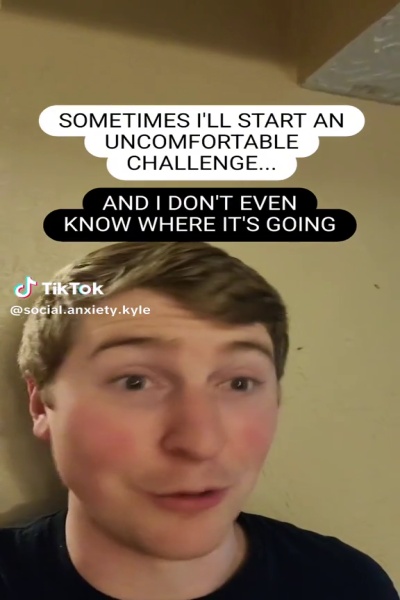 SOMETIMES I'LL START AN
UNCOMFORTABLE
CHALLENGE...
AND I DON'T EVEN
KNOW WHERE IT'S GOING
TikTok
@social.anxiety.kyle